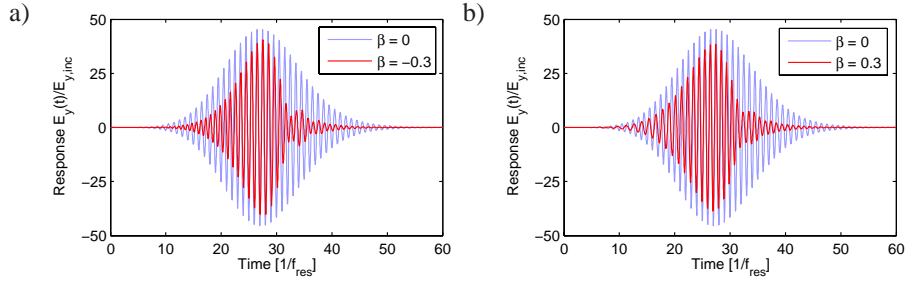 a)
Response E_y(t)/E_y,inc
50
25
0
−25
−50
0 10 20 30 40 50 60
Time [1/f_res]
β = 0
β = −0.3
b)
Response E_y(t)/E_y,inc
50
25
0
−25
−50
0 10 20 30 40 50 60
Time [1/f_res]
β = 0
β = 0.3